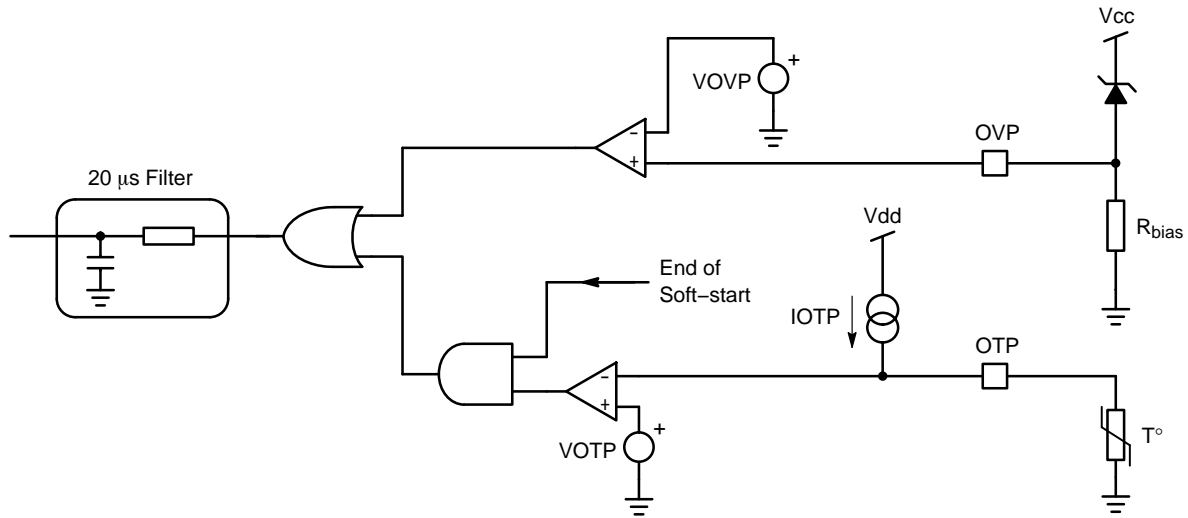 Vcc
+
VOVP
−
+
OVP
20 μs Filter
Vdd
Rbias
End of
Soft−start
IOTP
OTP
−
+
+
VOTP
T°